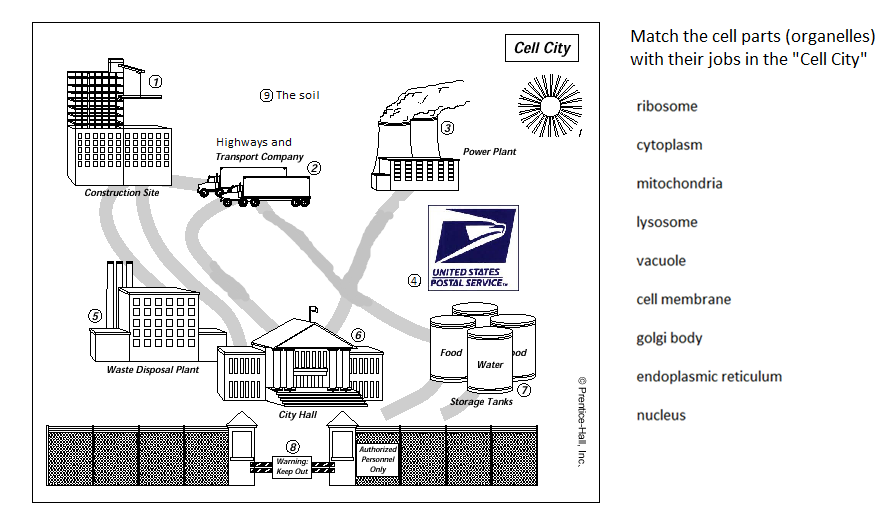 Cell City
Match the cell parts (organelles)
with their jobs in the "Cell City"
1
9 The soil
3
Highways and
Transport Company
2
Power Plant
Construction Site
ribosome
cytoplasm
mitochondria
lysosome
vacuole
cell membrane
golgi body
endoplasmic reticulum
nucleus
4
UNITED STATES
POSTAL SERVICE™
5
6
Waste Disposal Plant
Food
Water
ood
7
Storage Tanks
City Hall
8
Warning:
Keep Out
Authorized
Personnel
Only
© Prentice-Hall, Inc.